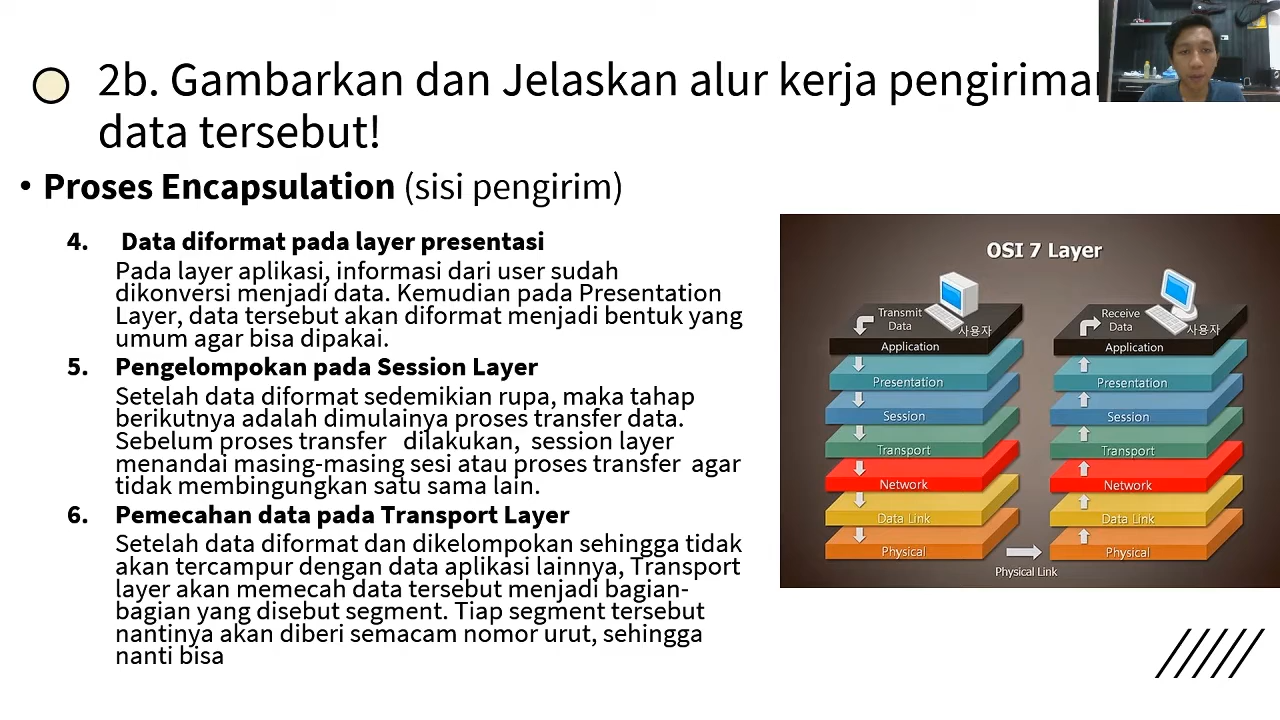 2b. Gambarkan dan Jelaskan alur kerja pengiriman
data tersebut!
• Proses Encapsulation (sisi pengirim)
4. Data diformat pada layer presentasi
Pada layer aplikasi, informasi dari user sudah
dikonversi menjadi data. Kemudian pada Presentation
Layer, data tersebut akan diformat menjadi bentuk yang
umum agar bisa dipakai.
5. Pengelompokan pada Session Layer
Setelah data diformat sedemikian rupa, maka tahap
berikutnya adalah dimulainya proses transfer data.
Sebelum proses transfer dilakukan, session layer
menandai masing-masing sesi atau proses transfer agar
tidak membingungkan satu sama lain.
6. Pemecahan data pada Transport Layer
Setelah data diformat dan dikelompokan sehingga tidak
akan tercampur dengan data aplikasi lainnya, Transport
layer akan memecah data tersebut menjadi bagian-
bagian yang disebut segment. Tiap segment tersebut
nantinya akan diberi semacam nomor urut, sehingga
nanti bisa
OSI 7 Layer
Transmit
Data
사용자
Application
Presentation
Session
Transport
Network
Data Link
Physical
Receive
Data
사용자
Application
Presentation
Session
Transport
Network
Data Link
Physical
Physical Link